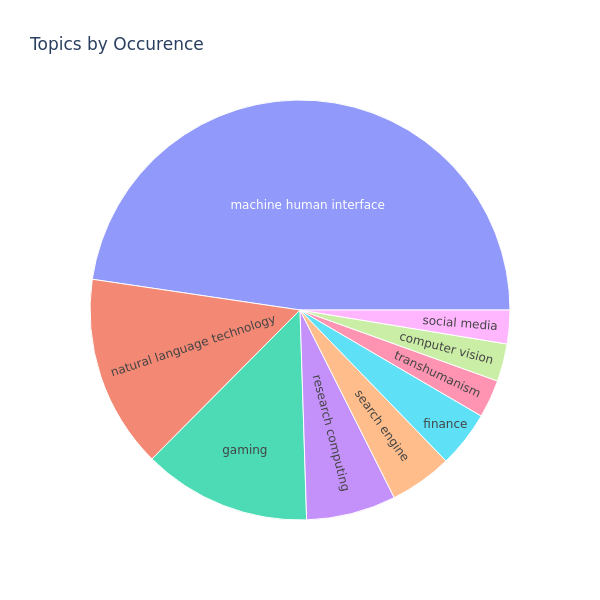 Topics by Occurence
machine human interface
social media
computer vision
transhumanism
finance
search engine
research computing
gaming
natural language technology